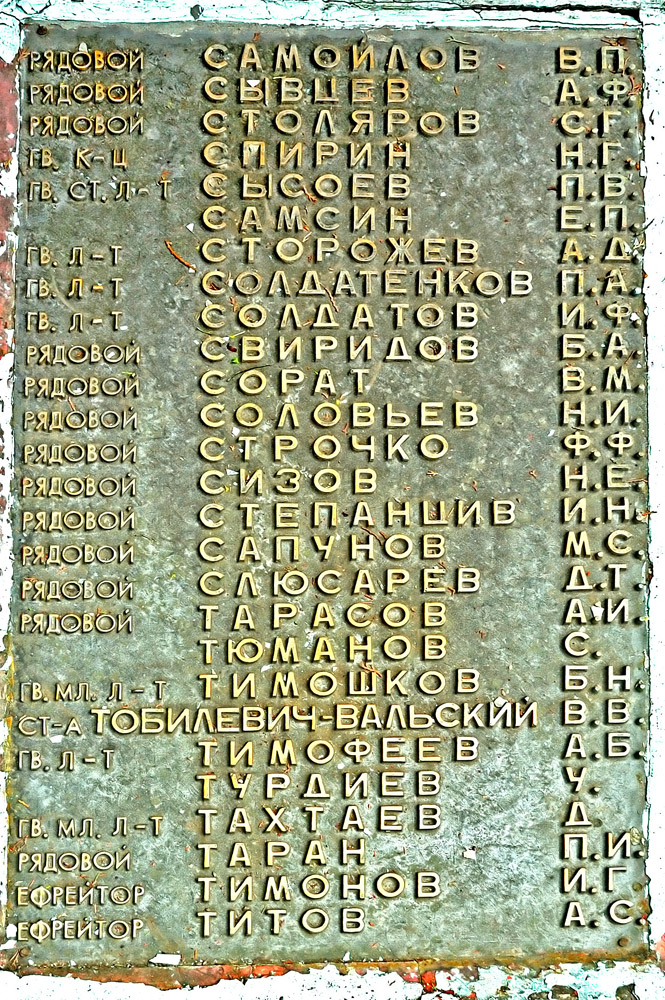 РЯДОВОЙ САМОЙЛОВ В.П.
РЯДОВОЙ СЫВЦЕВ А.Ф.
РЯДОВОЙ СТОЛЯРОВ С.Г.
ГВ. К-Ц СПИРИН Н.Г.
ГВ. СТ. Л-Т СЫСОЕВ П.В.
САМСИН Е.П.
ГВ. Л-Т СТОРОЖЕВ А.Д.
ГВ. Л-Т СОЛДАТЕНКОВ П.А.
ГВ. Л-Т СОЛДАТОВ И.Ф.
РЯДОВОЙ СВИРИДОВ Б.А.
РЯДОВОЙ СОРАТ В.М.
РЯДОВОЙ СОЛОВЬЕВ Н.И.
РЯДОВОЙ СТРОЧКО Ф.Ф.
РЯДОВОЙ СИЗОВ Н.Е.
РЯДОВОЙ СТЕПАНЦИВ И.Н.
РЯДОВОЙ САПУНОВ М.С.
РЯДОВОЙ СЛЮСАРЕВ Д.Т.
РЯДОВОЙ ТАРАСОВ А.И.
ТЮМАНОВ С.
ГВ. МЛ. Л-Т ТИМОШКОВ Б.Н.
СТ-А ТОБИЛЕВИЧ-ВАЛЬСКИЙ В.В.
ГВ. Л-Т ТИМОФЕЕВ А.Б.
ТУРДИЕВ У.
ГВ. МЛ. Л-Т ТАХТАЕВ Д.
РЯДОВОЙ ТАРАН П.И.
ЕФРЕЙТОР ТИМОНОВ И.Г.
ЕФРЕЙТОР ТИТОВ А.С.